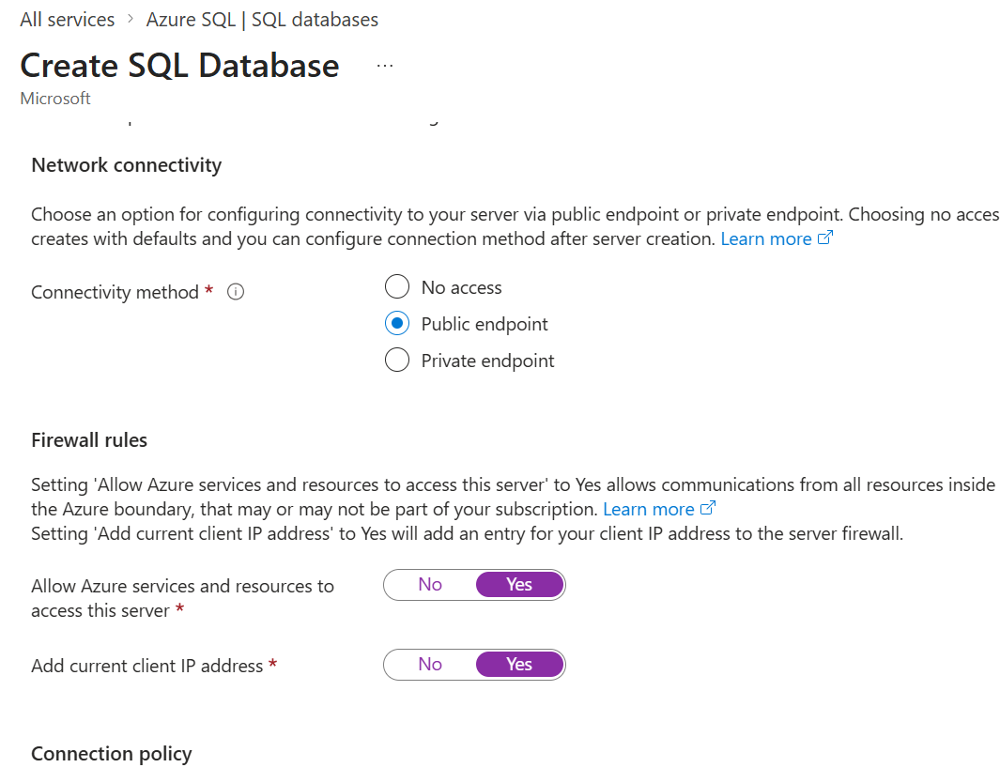 All services > Azure SQL | SQL databases
Create SQL Database ...
Microsoft
Network connectivity
Choose an option for configuring connectivity to your server via public endpoint or private endpoint. Choosing no acces
creates with defaults and you can configure connection method after server creation. Learn more
Connectivity method *
No access
Public endpoint
Private endpoint
Firewall rules
Setting 'Allow Azure services and resources to access this server' to Yes allows communications from all resources inside
the Azure boundary, that may or may not be part of your subscription. Learn more
Setting 'Add current client IP address' to Yes will add an entry for your client IP address to the server firewall.
Allow Azure services and resources to
access this server *
No Yes
Add current client IP address *
No Yes
Connection policy